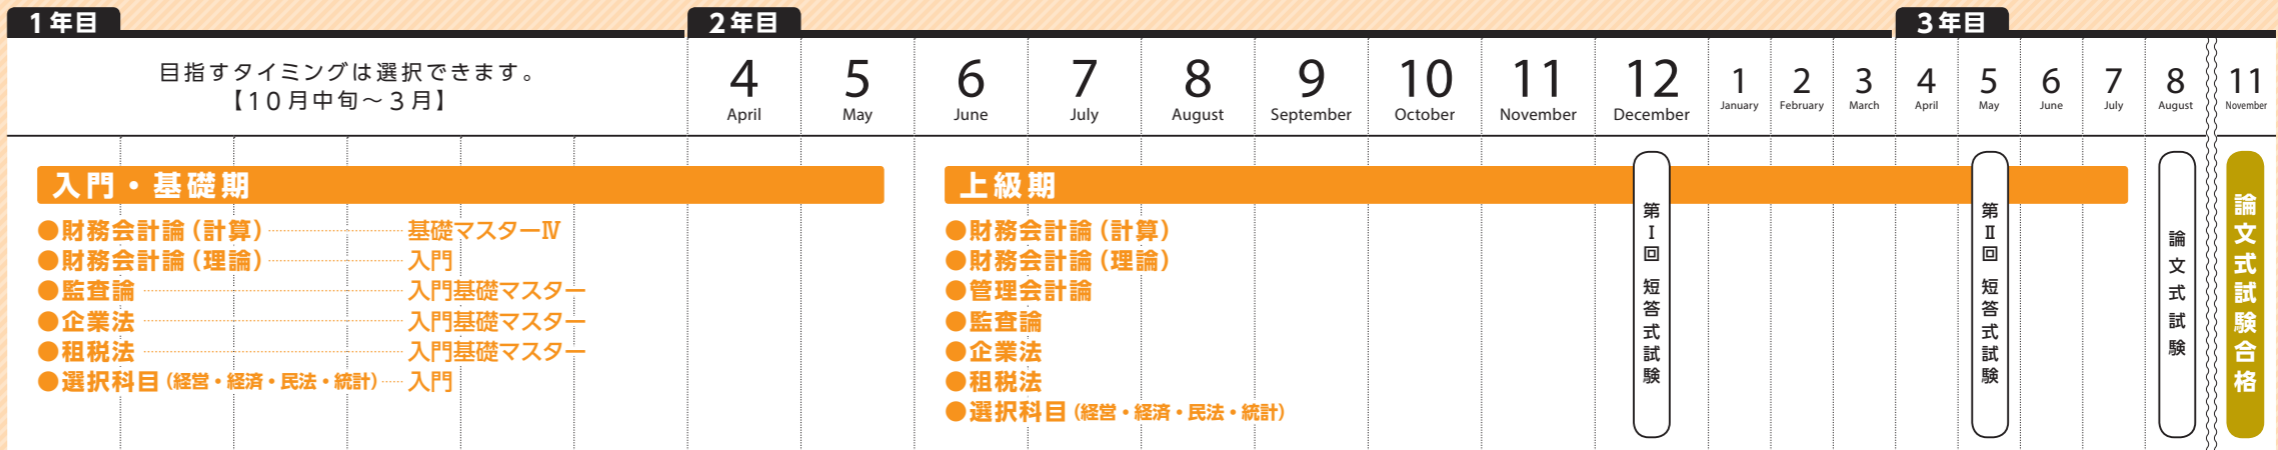 1年目
2年目
3年目
目指すタイミングは選択できます。
【10月中旬～3月】
4
April
5
May
6
June
7
July
8
August
9
September
10
October
11
November
12
December
1
January
2
February
3
March
4
April
5
May
6
June
7
July
8
August
11
November
入門・基礎期
●財務会計論（計算） 基礎マスターⅣ
●財務会計論（理論） 入門
●監査論 入門基礎マスター
●企業法 入門基礎マスター
●租税法 入門基礎マスター
●選択科目（経営・経済・民法・統計） 入門
上級期
●財務会計論（計算）
●財務会計論（理論）
●管理会計論
●監査論
●企業法
●租税法
●選択科目（経営・経済・民法・統計）
第Ⅰ回 短答式試験
第Ⅱ回 短答式試験
論文式試験
論文式試験合格